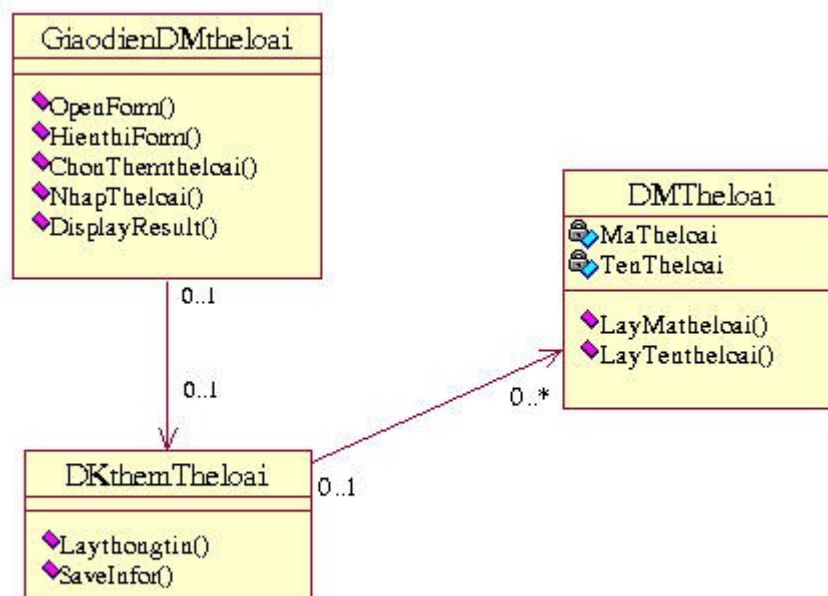 GiaodienDMtheloai
OpenForm()
HienthiForm()
ChonThemtheloai()
NhapTheloai()
DisplayResult()
0..1
0..1
DKthemTheloai
Laythongtin()
SaveInfor()
0..1
0..*
DMTheloai
MaTheloai
TenTheloai
LayMatheloai()
LayTentheloai()